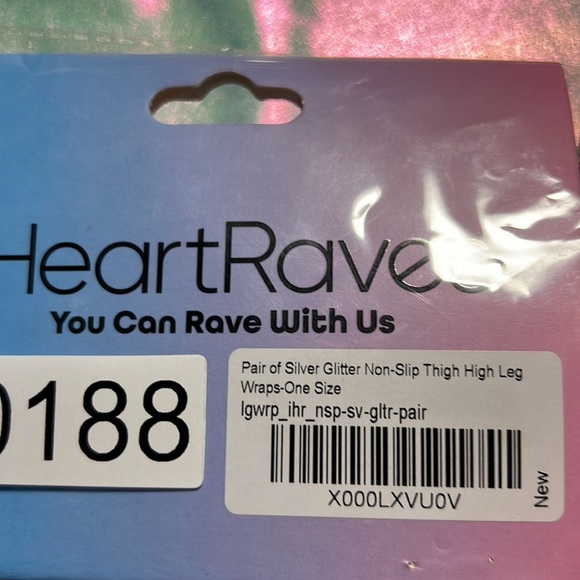 HeartRaves
You Can Rave With Us
0188
Pair of Silver Glitter Non-Slip Thigh High Leg
Wraps-One Size
lgwrp_ihr_nsp-sv-gltr-pair
X000LXVU0V
New